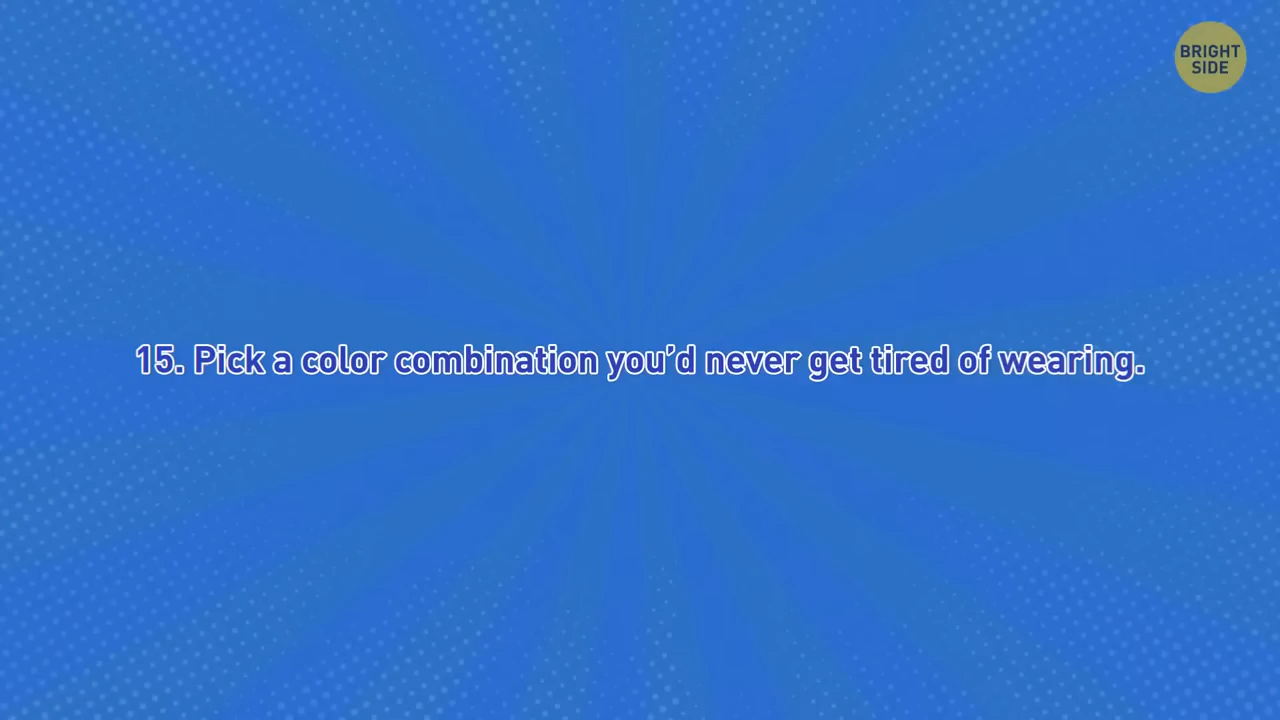 BRIGHT
SIDE
15. Pick a color combination you’d never get tired of wearing.